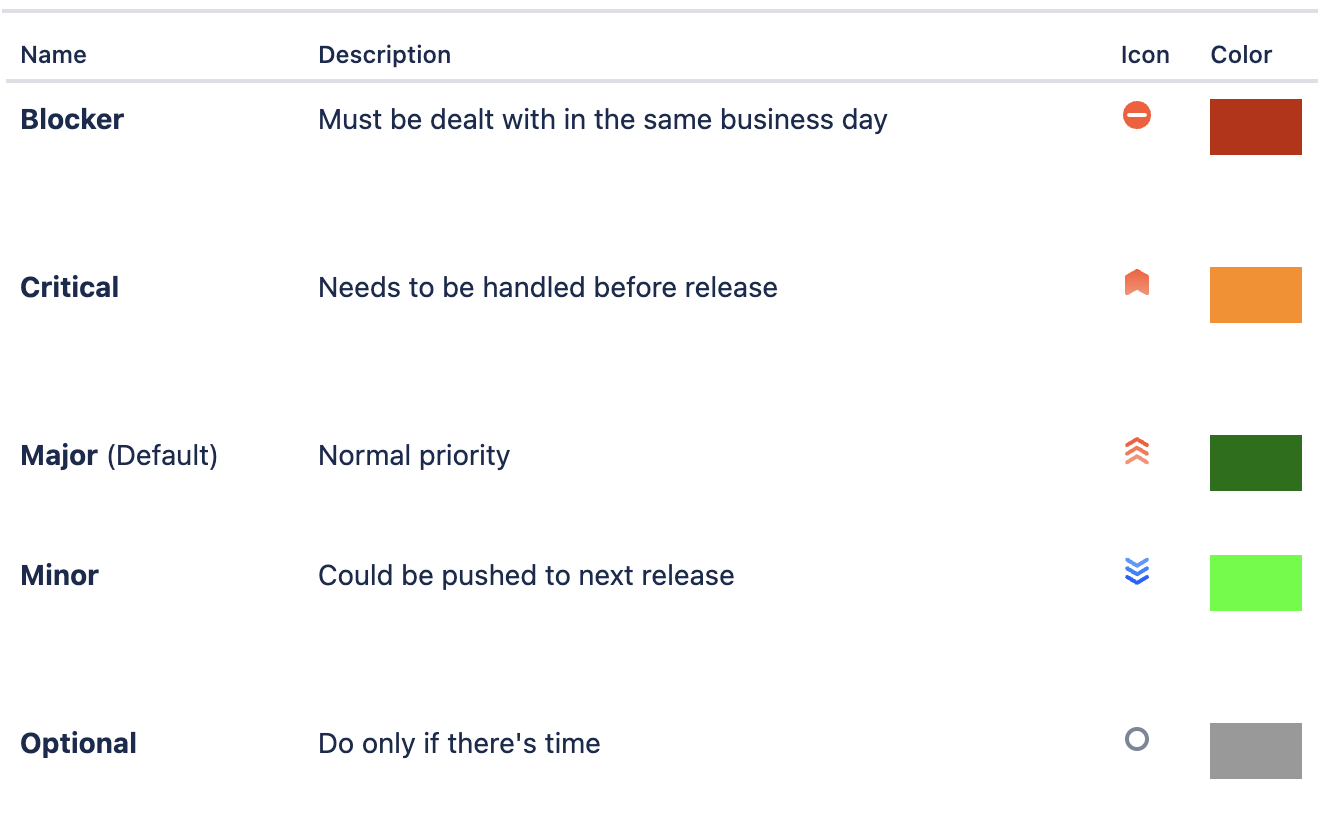 Name Description Icon Color
Blocker Must be dealt with in the same business day
Critical Needs to be handled before release
Major (Default) Normal priority
Minor Could be pushed to next release
Optional Do only if there's time